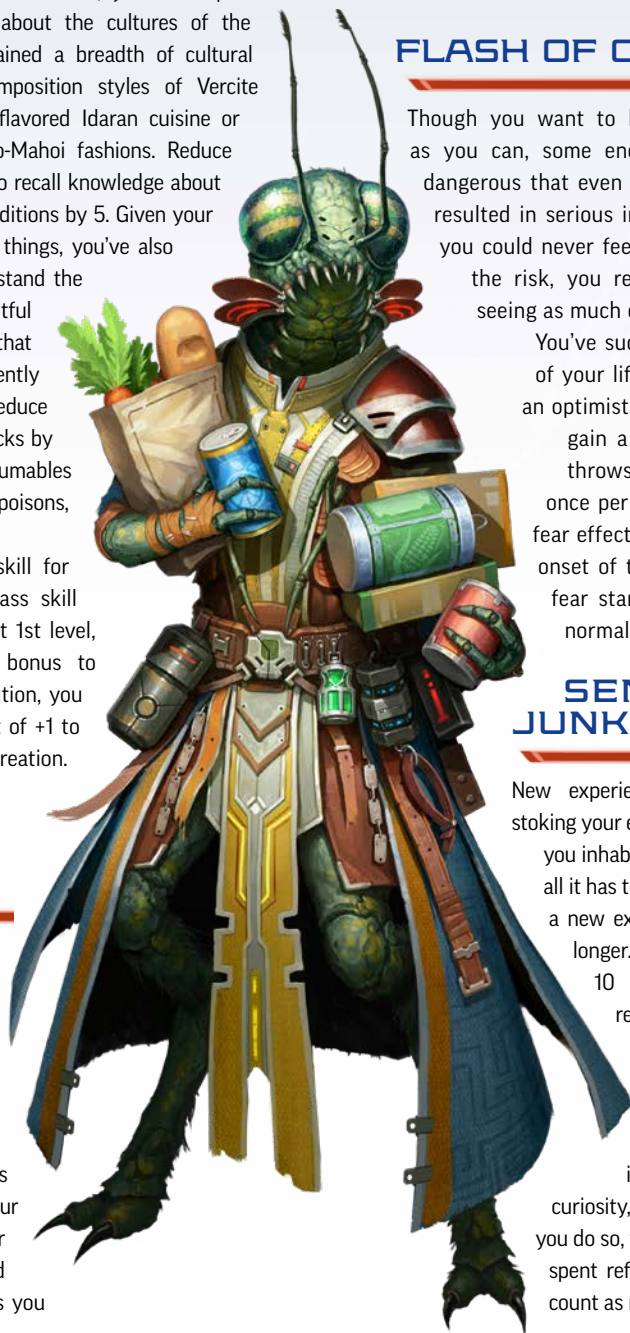 about the cultures of the
ained a breadth of cultural
mposition styles of Vercite
flavored Idaran cuisine or
o-Mahoi fashions. Reduce
o recall knowledge about
ditions by 5. Given your
things, you've also
stand the
tful
that
ently
educe
cks by
umables
poisons,
skill for
ass skill
t 1st level,
bonus to
tion, you
of +1 to
reation.
s
ur
r
d
s you
FLASH OF C
Though you want to
as you can, some en
dangerous that even
resulted in serious i
you could never fee
the risk, you re
seeing as much
You've suc
of your lif
an optimist
gain a
throws
once per
fear effect
onset of t
fear star
normal
SEN
JUNK
New experie
stoking your e
you inhab
all it has t
a new ex
longer.
10
re
i
curiosity,
you do so,
spent ref
count as